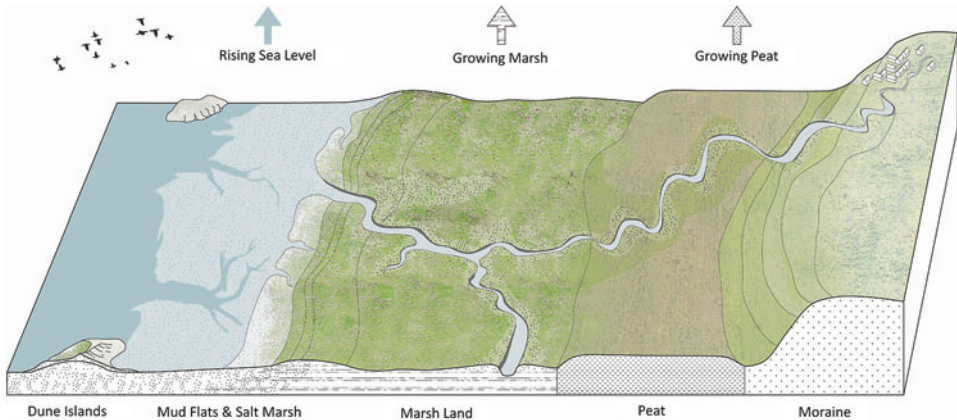 Rising Sea Level
Growing Marsh
Growing Peat
Dune Islands
Mud Flats & Salt Marsh
Marsh Land
Peat
Moraine